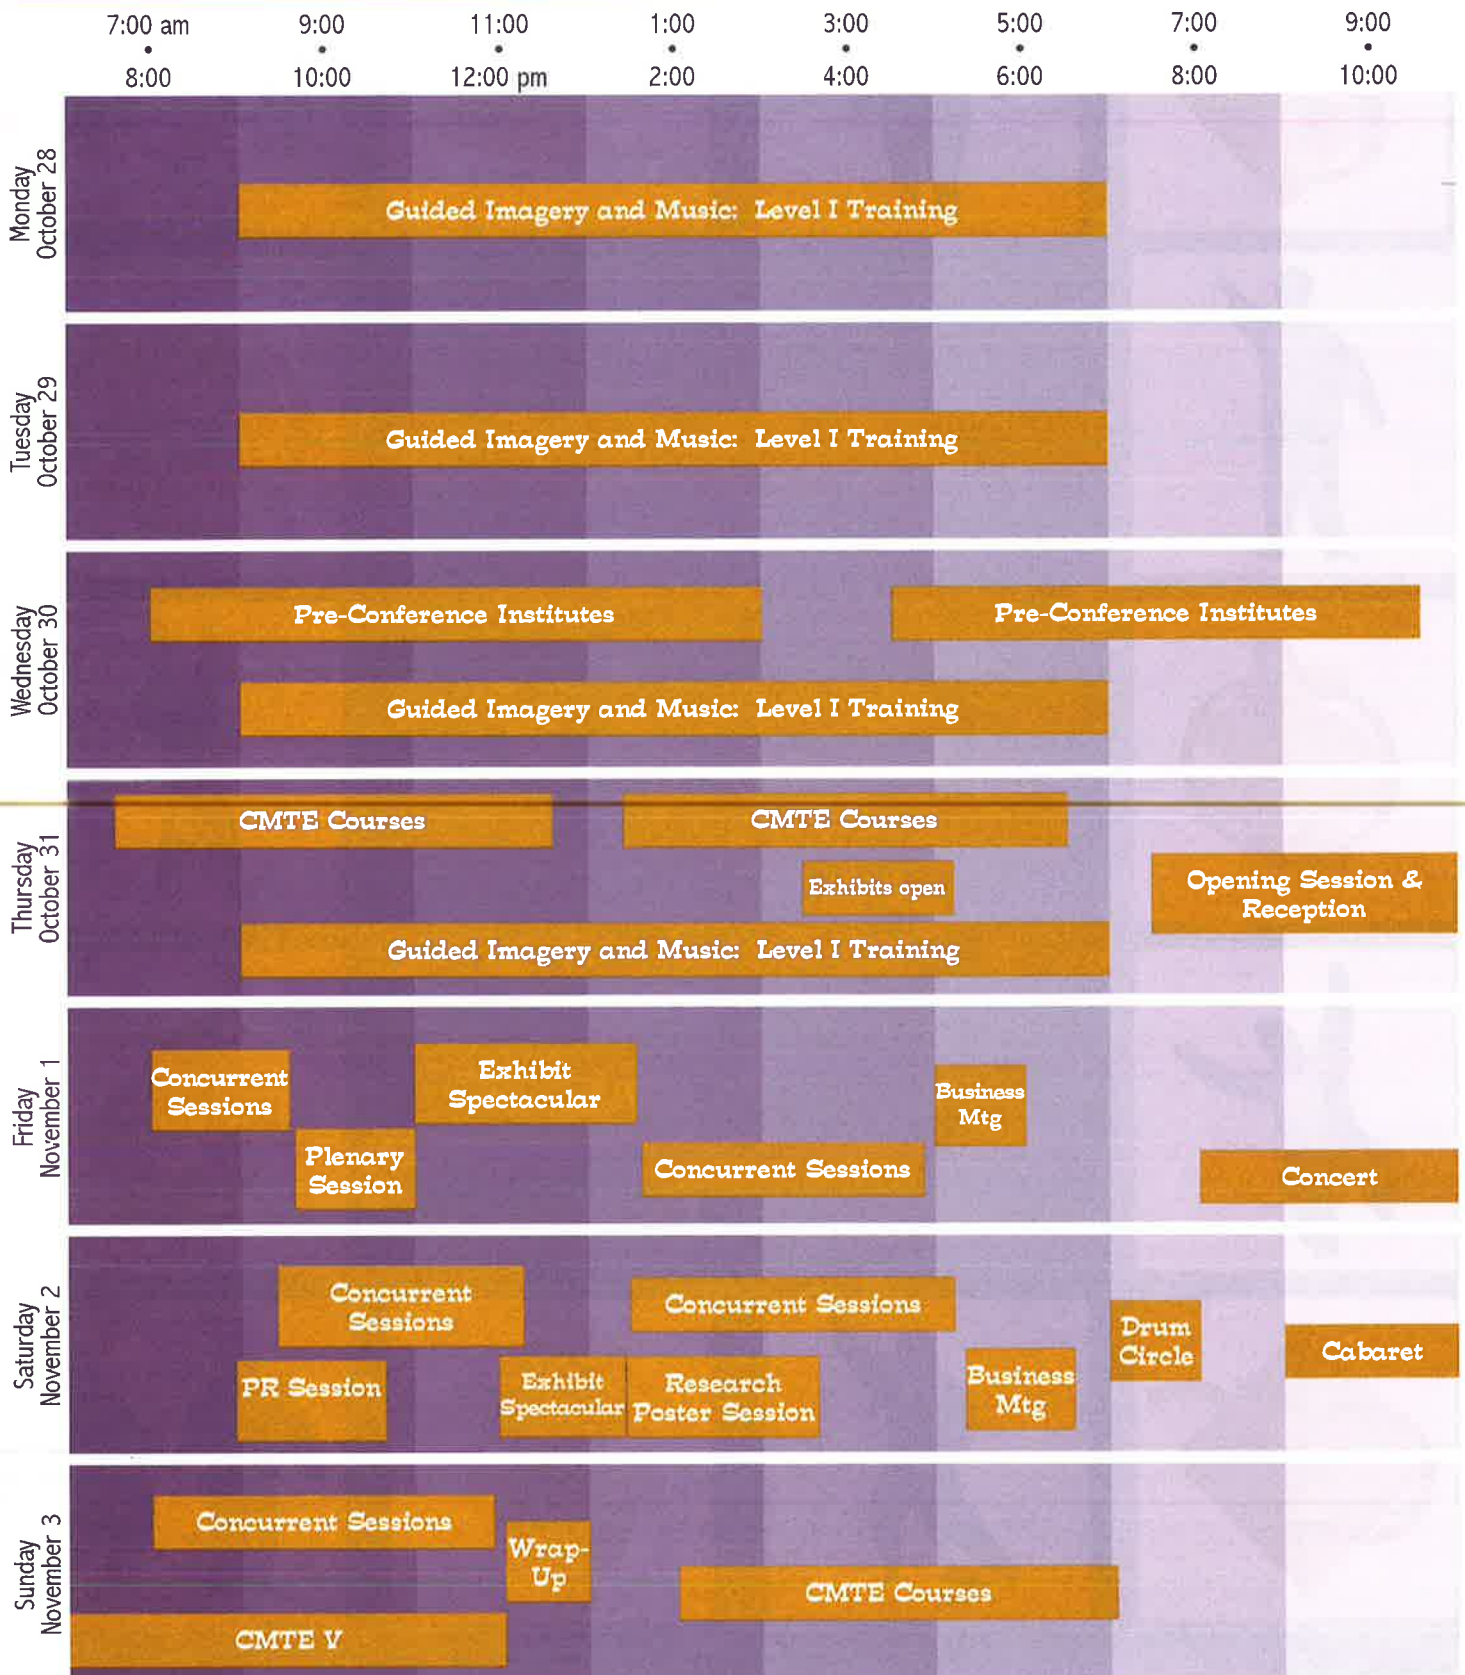 7:00 am 9:00 11:00 1:00 3:00 5:00 7:00 9:00
8:00 10:00 12:00 pm 2:00 4:00 6:00 8:00 10:00
Monday
October 28
Guided Imagery and Music: Level I Training
Tuesday
October 29
Guided Imagery and Music: Level I Training
Wednesday
October 30
Pre-Conference Institutes
Pre-Conference Institutes
Guided Imagery and Music: Level I Training
Thursday
October 31
CMTE Courses
CMTE Courses
Exhibits open
Opening Session &
Reception
Guided Imagery and Music: Level I Training
Friday
November 1
Concurrent
Sessions
Plenary
Session
Exhibit
Spectacular
Concurrent Sessions
Business
Mtg
Concert
Saturday
November 2
Concurrent
Sessions
PR Session
Exhibit
Spectacular
Concurrent Sessions
Research
Poster Session
Business
Mtg
Drum
Circle
Cabaret
Sunday
November 3
Concurrent Sessions
Wrap-
Up
CMTE Courses
CMTE V